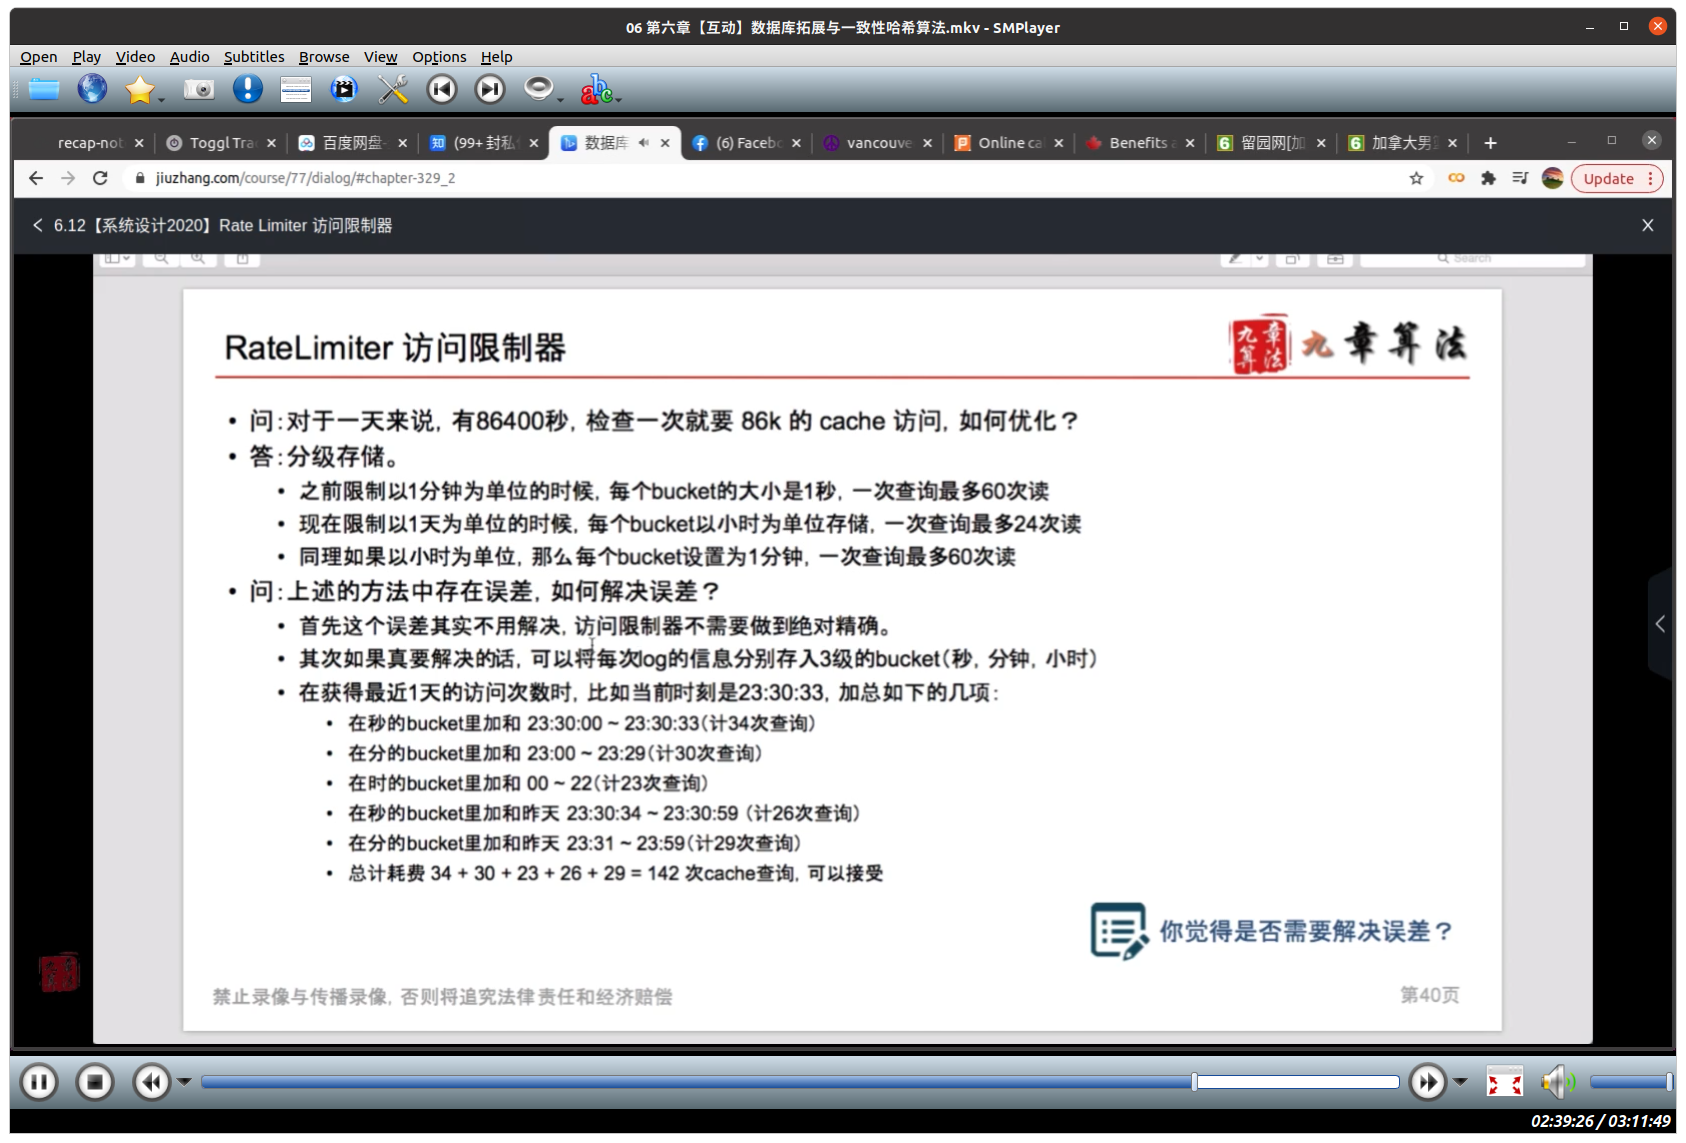 06 第六章【互动】数据库拓展与一致性哈希算法.mkv - SMPlayer
Open Play Video Audio Subtitles Browse View Options Help
abc
recap-not
Toggl Tra
百度网盘-
知 (99+ 封私
数据库
(6) Facebo
vancouve
Online ca
Benefits a
6 留园网[加
6 加拿大男
jiuzhang.com/course/77/dialog/#chapter-329_2
Update
6.12【系统设计2020】Rate Limiter 访问限制器
Search
RateLimiter 访问限制器
九章算法
九章算法
• 问:对于一天来说, 有86400秒, 检查一次就要 86k 的 cache 访问, 如何优化？
• 答:分级存储。
• 之前限制以1分钟为单位的时候, 每个bucket的大小是1秒, 一次查询最多60次读
• 现在限制以1天为单位的时候, 每个bucket以小时为单位存储, 一次查询最多24次读
• 同理如果以小时为单位, 那么每个bucket设置为1分钟, 一次查询最多60次读
• 问:上述的方法中存在误差, 如何解决误差？
• 首先这个误差其实不用解决, 访问限制器不需要做到绝对精确。
• 其次如果真要解决的话, 可以将每次log的信息分别存入3级的bucket(秒, 分钟, 小时)
• 在获得最近1天的访问次数时, 比如当前时刻是23:30:33, 加总如下的几项:
• 在秒的bucket里加和 23:30:00 ~ 23:30:33(计34次查询)
• 在分的bucket里加和 23:00 ~ 23:29(计30次查询)
• 在时的bucket里加和 00 ~ 22(计23次查询)
• 在秒的bucket里加和昨天 23:30:34 ~ 23:30:59 (计26次查询)
• 在分的bucket里加和昨天 23:31 ~ 23:59(计29次查询)
• 总计耗费 34 + 30 + 23 + 26 + 29 = 142 次cache查询, 可以接受
你觉得是否需要解决误差？
禁止录像与传播录像, 否则将追究法律责任和经济赔偿
第40页
02:39:26 / 03:11:49